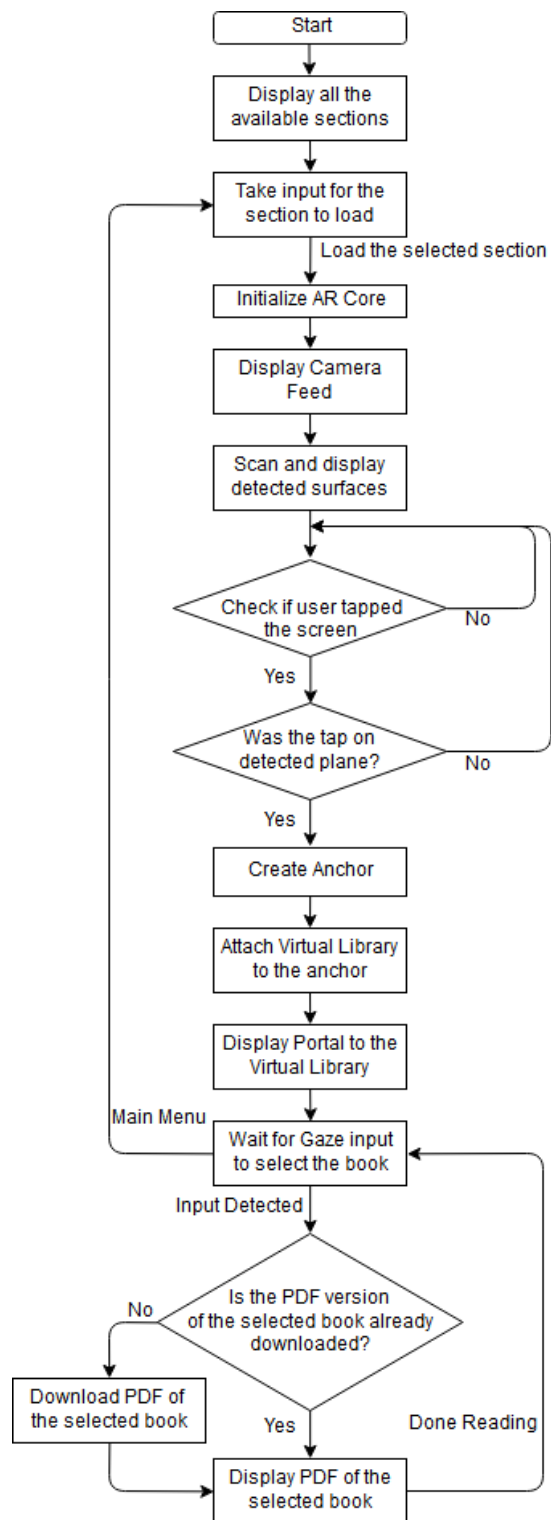 Start
Display all the
available sections
Take input for the
section to load
Load the selected section
Initialize AR Core
Display Camera
Feed
Scan and display
detected surfaces
Check if user tapped
the screen
No
Yes
Was the tap on
detected plane?
No
Yes
Create Anchor
Attach Virtual Library
to the anchor
Display Portal to the
Virtual Library
Main Menu
Wait for Gaze input
to select the book
Input Detected
Is the PDF version
of the selected book already
downloaded?
No
Download PDF of
the selected book
Yes
Done Reading
Display PDF of the
selected book